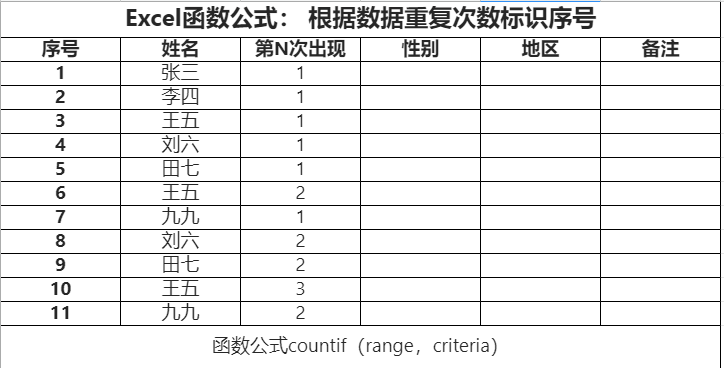 Excel函数公式： 根据数据重复次数标识序号
序号 姓名 第N次出现 性别 地区 备注
1 张三 1
2 李四 1
3 王五 1
4 刘六 1
5 田七 1
6 王五 2
7 九九 1
8 刘六 2
9 田七 2
10 王五 3
11 九九 2
函数公式countif（range，criteria）